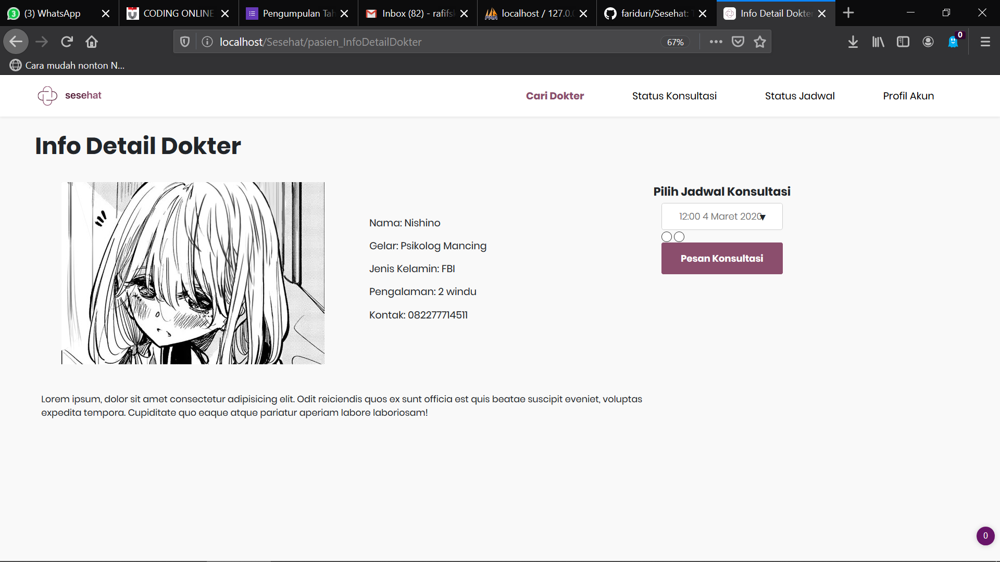 (3) WhatsApp
CODING ONLINE
Pengumpulan Tah
Inbox (82) - rafifsk
localhost / 127.0.0
fariduri/Sesehat: T
Info Detail Dokter
localhost/Sesehat/pasien_InfoDetailDokter
67%
0
Cara mudah nonton N...
sesehat
Cari Dokter
Status Konsultasi
Status Jadwal
Profil Akun
Info Detail Dokter
Nama: Nishino
Gelar: Psikolog Mancing
Jenis Kelamin: FBI
Pengalaman: 2 windu
Kontak: 082277714511
Pilih Jadwal Konsultasi
12:00 4 Maret 2020
Pesan Konsultasi
Lorem ipsum, dolor sit amet consectetur adipisicing elit. Odit reiciendis quos ex sunt officia est quis beatae suscipit eveniet, voluptas
expedita tempora. Cupiditate quo eaque atque pariatur aperiam labore laboriosam!
0